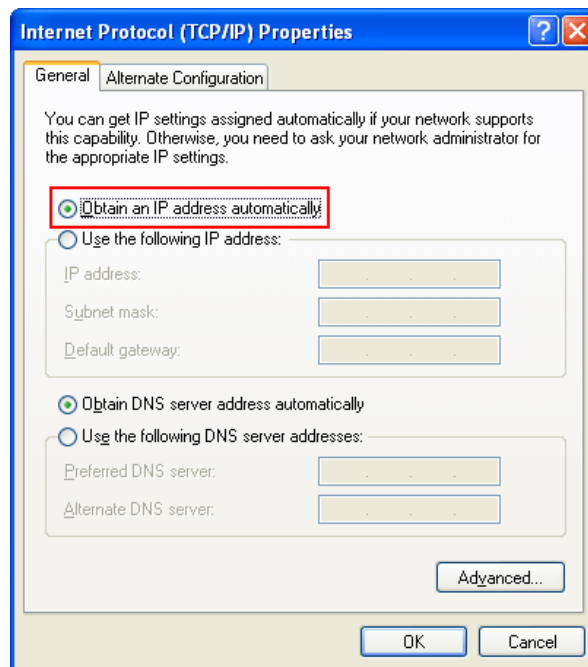 Internet Protocol (TCP/IP) Properties
General
Alternate Configuration
You can get IP settings assigned automatically if your network supports
this capability. Otherwise, you need to ask your network administrator for
the appropriate IP settings.
Obtain an IP address automatically
Use the following IP address:
IP address:
Subnet mask:
Default gateway:
Obtain DNS server address automatically
Use the following DNS server addresses:
Preferred DNS server:
Alternate DNS server:
Advanced...
OK
Cancel